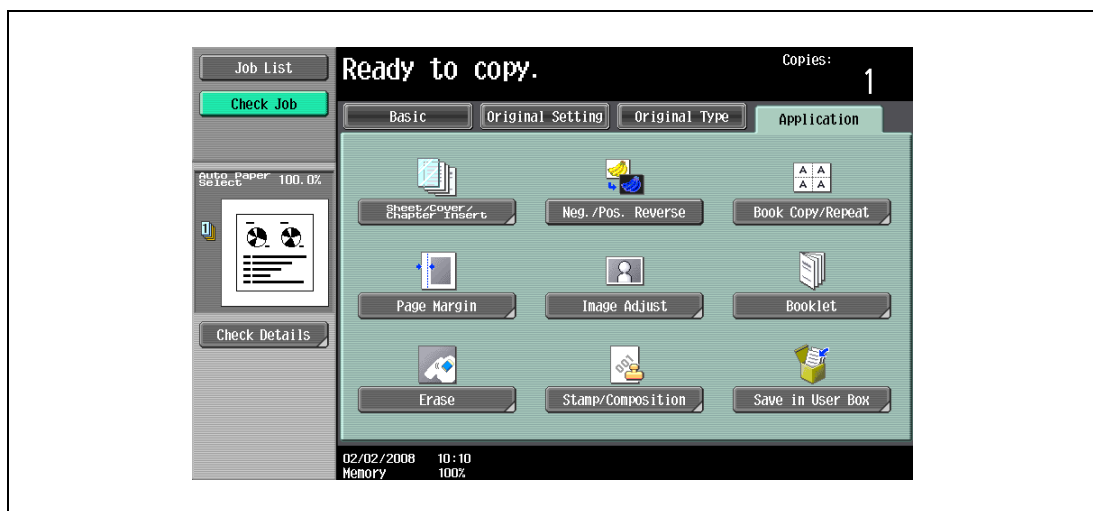 Job List
Check Job
Auto Paper
Select 100.0%
1
Check Details
Ready to copy.
Copies:
1
Basic
Original Setting
Original Type
Application
Sheet/Cover/
Chapter Insert
Neg./Pos. Reverse
A A
A A
Book Copy/Repeat
Page Margin
Image Adjust
Booklet
Erase
001
Stamp/Composition
Save in User Box
02/02/2008 10:10
Memory 100%